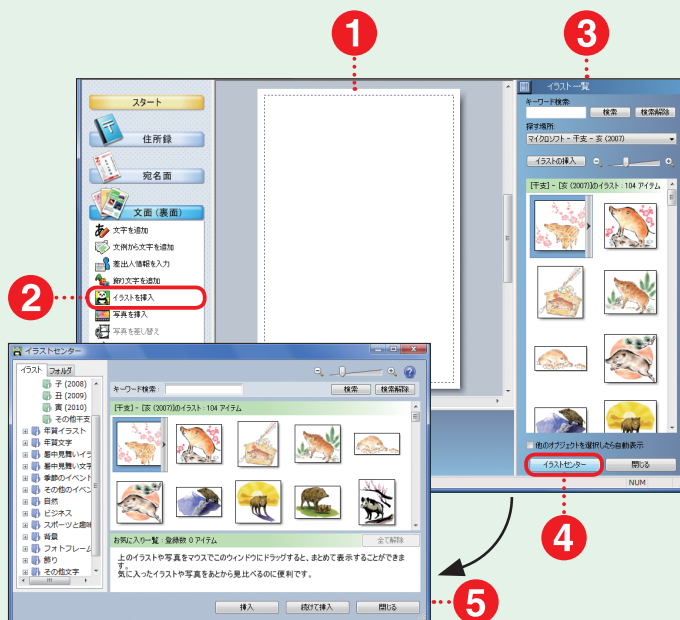 1
3
スタート
住所録
宛名面
文面 (裏面)
文字を追加
文例から文字を追加
差出人情報を入力
飾り文字を追加
2
イラストを挿入
写真を挿入
写真を差し替え
イラスト一覧
キーワード検索:
検索
検索解除
探す場所:
マイクロソフト - 干支 - 亥 (2007)
イラストの挿入
[干支] - [亥 (2007)]のイラスト : 104 アイテム
他のオブジェクトを選択したら自動表示
イラストセンター
閉じる
NUM
4
イラストセンター
イラスト
フォルダ
子 (2008)
丑 (2009)
寅 (2010)
その他干支
年賀イラスト
年賀文字
暑中見舞いイラ
暑中見舞い文字
季節のイベント
その他のイベン
自然
ビジネス
スポーツと趣味
背景
フォトフレーム
飾り
その他文字
キーワード検索 :
検索
検索解除
[干支] - [亥 (2007)]のイラスト : 104 アイテム
お気に入り一覧 : 登録数 0 アイテム
全て解除
上のイラストや写真をマウスでこのウィンドウにドラッグすると、まとめて表示することができま
す。
気に入ったイラストや写真をあとから見比べるのに便利です。
挿入
続けて挿入
閉じる
5